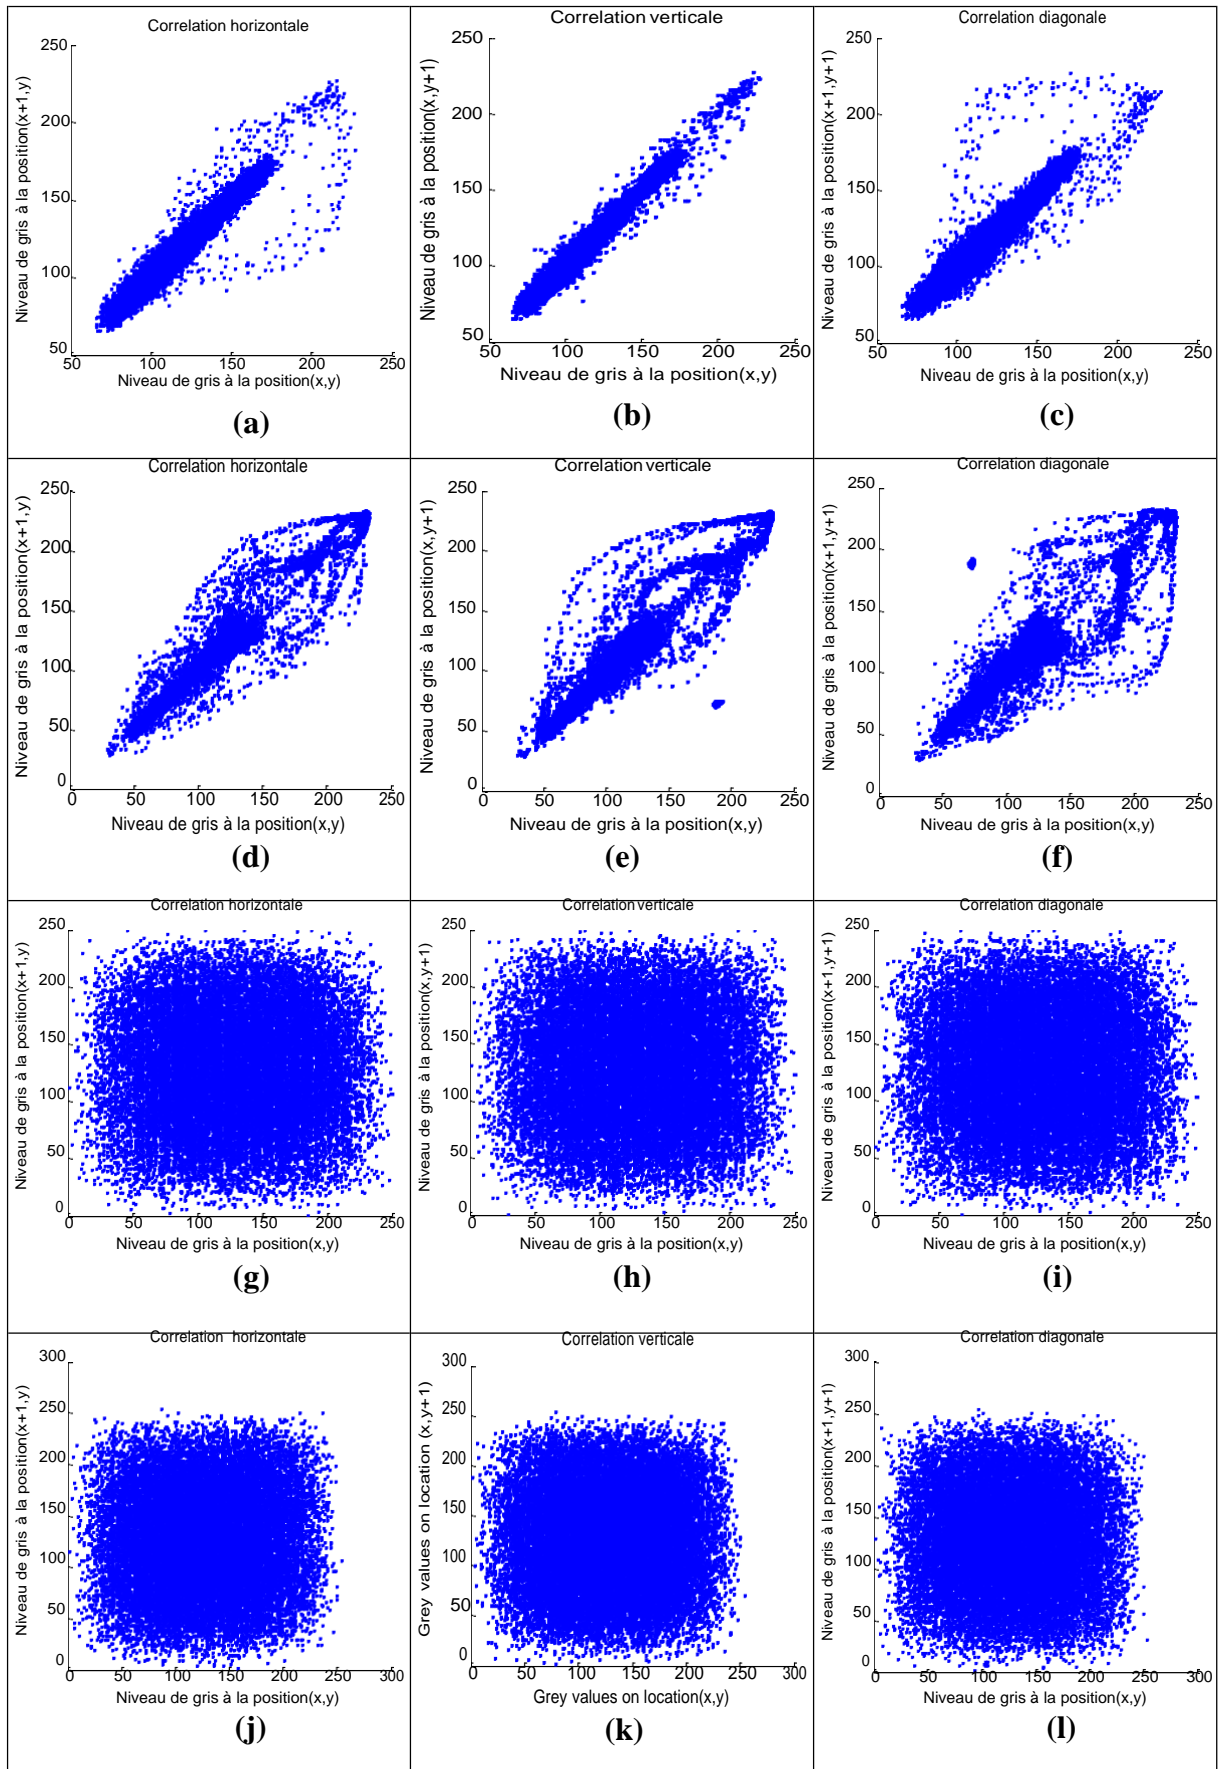 Correlation horizontale
250
200
150
100
50
50 100 150 200 250
Niveau de gris à la position(x+1,y)
Niveau de gris à la position(x,y)
(a)
Correlation verticale
250
200
150
100
50
50 100 150 200 250
Niveau de gris à la position(x,y+1)
Niveau de gris à la position(x,y)
(b)
Correlation diagonale
250
200
150
100
50
50 100 150 200 250
Niveau de gris à la position(x+1,y+1)
Niveau de gris à la position(x,y)
(c)
Correlation horizontale
250
200
150
100
50
0
0 50 100 150 200 250
Niveau de gris à la position(x+1,y)
Niveau de gris à la position(x,y)
(d)
Correlation verticale
250
200
150
100
50
0
0 50 100 150 200 250
Niveau de gris à la position(x,y+1)
Niveau de gris à la position(x,y)
(e)
Correlation diagonale
250
200
150
100
50
0
0 50 100 150 200 250
Niveau de gris à la position(x+1,y+1)
Niveau de gris à la position(x,y)
(f)
Correlation horizontale
250
200
150
100
50
0
0 50 100 150 200 250
Niveau de gris à la position(x+1,y)
Niveau de gris à la position(x,y)
(g)
Correlation verticale
250
200
150
100
50
0
0 50 100 150 200 250
Niveau de gris à la position(x,y+1)
Niveau de gris à la position(x,y)
(h)
Correlation diagonale
250
200
150
100
50
0
0 50 100 150 200 250
Niveau de gris à la position(x+1,y+1)
Niveau de gris à la position(x,y)
(i)
Correlation horizontale
300
250
200
150
100
50
0
0 50 100 150 200 250 300
Niveau de gris à la position(x+1,y)
Niveau de gris à la position(x,y)
(j)
Correlation verticale
300
250
200
150
100
50
0
0 50 100 150 200 250 300
Grey values on location (x,y+1)
Grey values on location(x,y)
(k)
Correlation diagonale
300
250
200
150
100
50
0
0 50 100 150 200 250 300
Niveau de gris à la position(x+1,y+1)
Niveau de gris à la position(x,y)
(l)